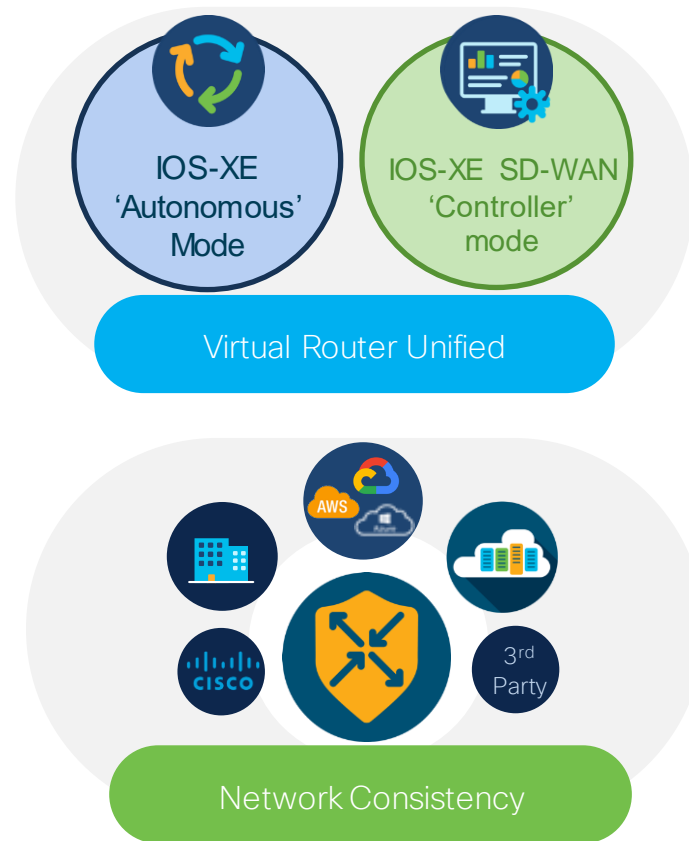 IOS-XE
‘Autonomous’
Mode
IOS-XE SD-WAN
‘Controller’
mode
Virtual Router Unified
AWS
Azure
CISCO
3rd
Party
Network Consistency